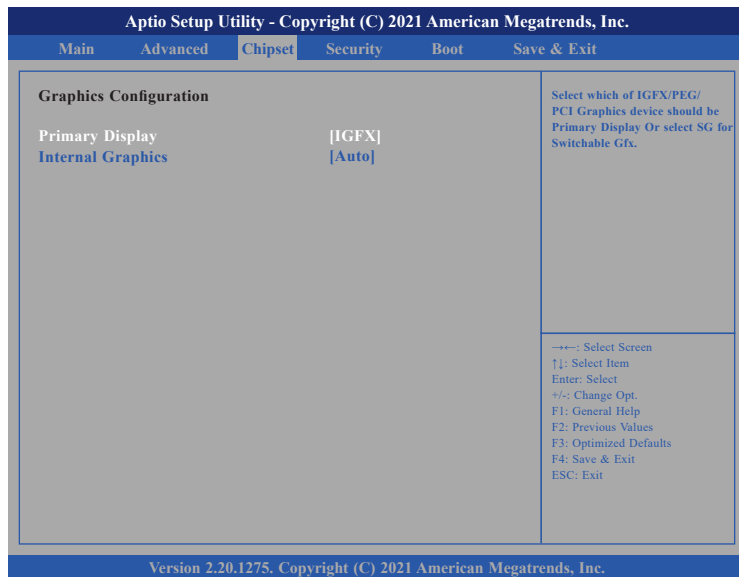 Aptio Setup Utility - Copyright (C) 2021 American Megatrends, Inc.
Main Advanced Chipset Security Boot Save & Exit
Graphics Configuration
Primary Display [IGFX]
Internal Graphics [Auto]
Select which of IGFX/PEG/
PCI Graphics device should be
Primary Display Or select SG for
Switchable Gfx.
→←: Select Screen
↑↓: Select Item
Enter: Select
+/-: Change Opt.
F1: General Help
F2: Previous Values
F3: Optimized Defaults
F4: Save & Exit
ESC: Exit
Version 2.20.1275. Copyright (C) 2021 American Megatrends, Inc.